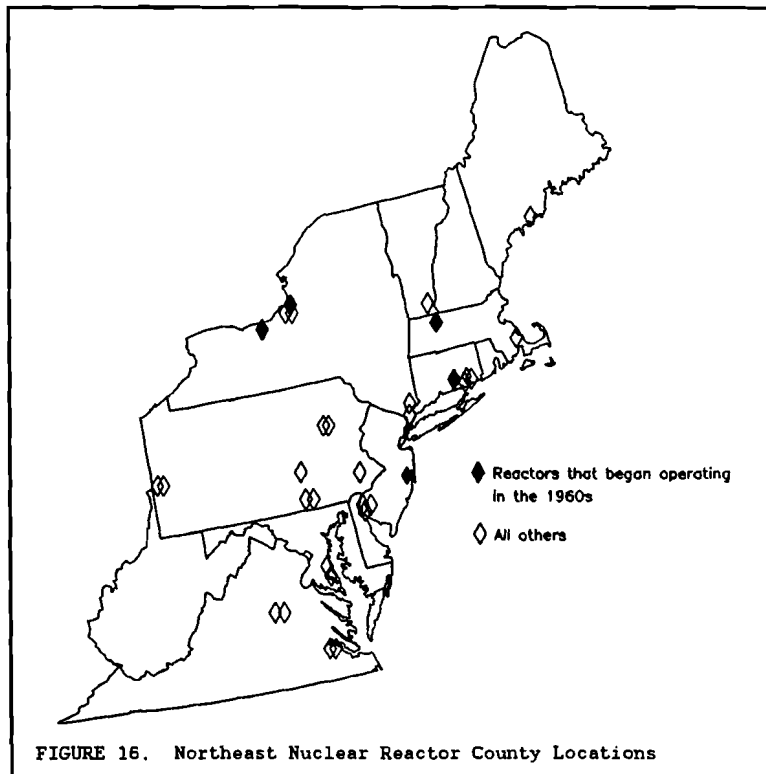 Reactors that began operating
in the 1960s
All others
FIGURE 16. Northeast Nuclear Reactor County Locations